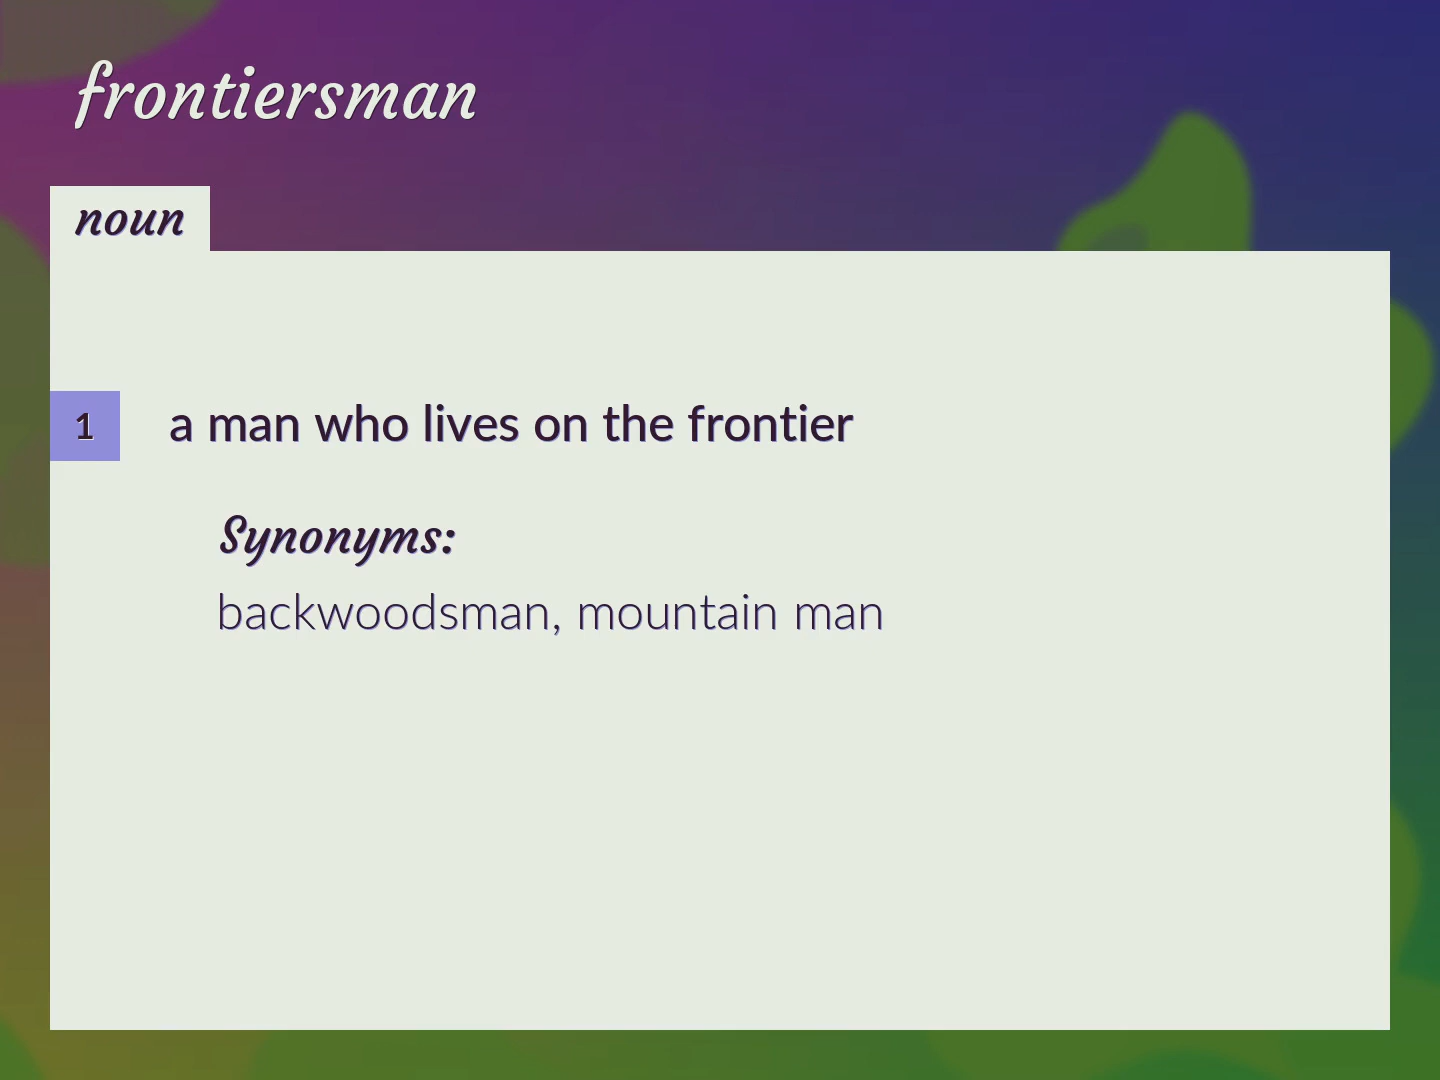 frontiersman
noun
1
a man who lives on the frontier
Synonyms:
backwoodsman, mountain man